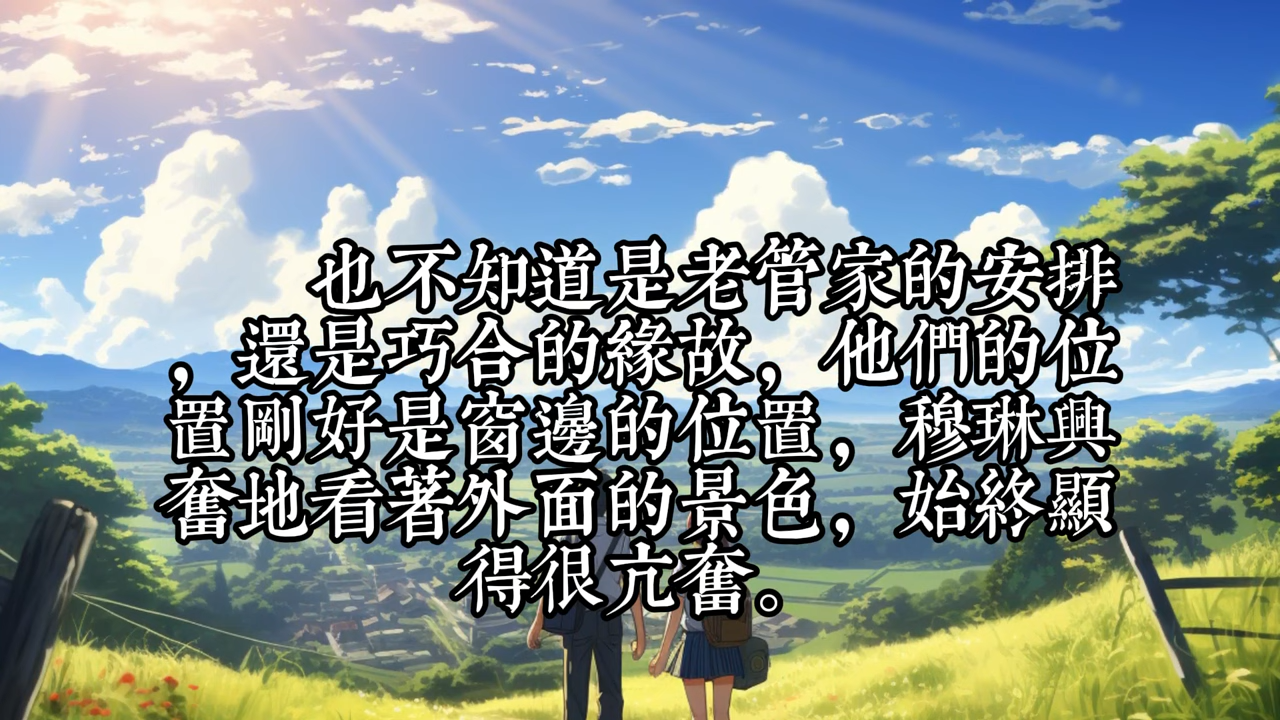 也不知道是老管家的安排
，還是巧合的緣故，他們的位
置剛好是窗邊的位置，穆琳興
奮地看著外面的景色，始終顯
得很亢奮。